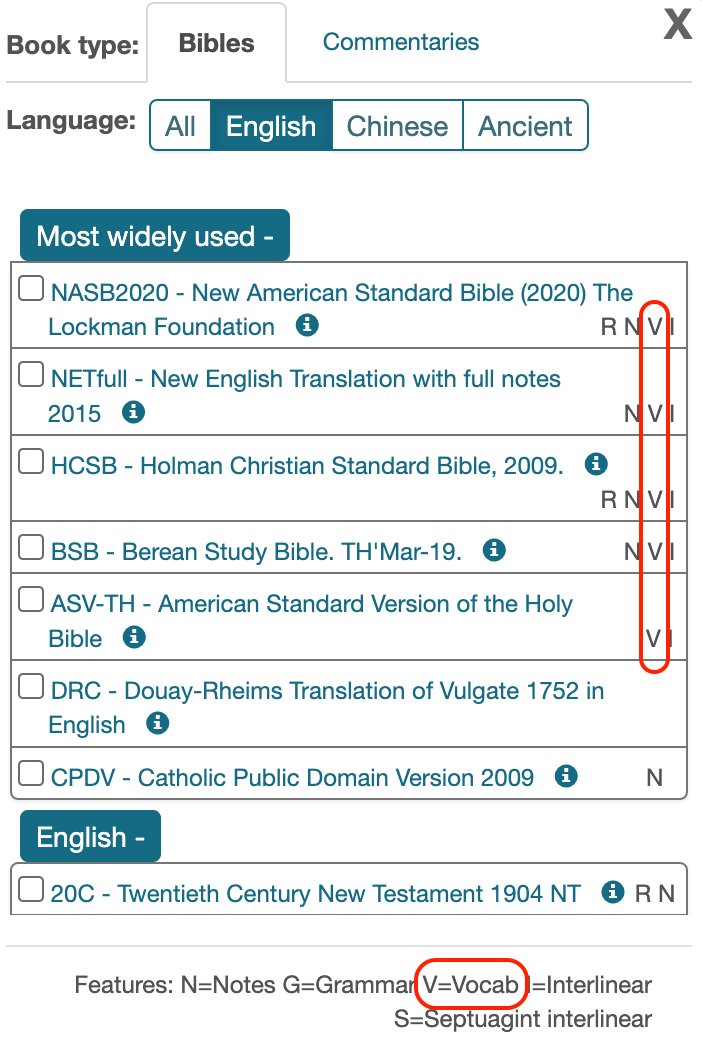 Book type: Bibles Commentaries X
Language: All English Chinese Ancient
Most widely used -
NASB2020 - New American Standard Bible (2020) The
Lockman Foundation R N V I
NETfull - New English Translation with full notes
2015 N V I
HCSB - Holman Christian Standard Bible, 2009.
R N V I
BSB - Berean Study Bible. TH'Mar-19. N V I
ASV-TH - American Standard Version of the Holy
Bible V I
DRC - Douay-Rheims Translation of Vulgate 1752 in
English
CPDV - Catholic Public Domain Version 2009 N
English -
20C - Twentieth Century New Testament 1904 NT R N
Features: N=Notes G=Grammar V=Vocab I=Interlinear
S=Septuagint interlinear